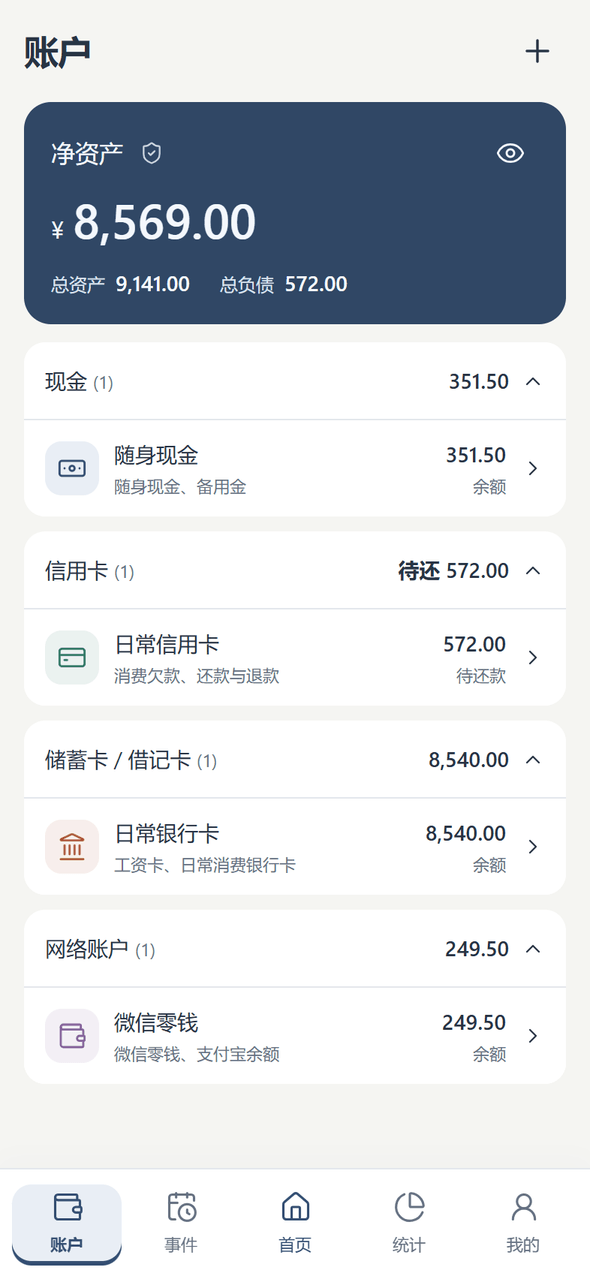 账户
净资产
¥ 8,569.00
总资产 9,141.00 总负债 572.00
现金 (1) 351.50
随身现金 351.50
随身现金、备用金 余额
信用卡 (1) 待还 572.00
日常信用卡 572.00
消费欠款、还款与退款 待还款
储蓄卡 / 借记卡 (1) 8,540.00
日常银行卡 8,540.00
工资卡、日常消费银行卡 余额
网络账户 (1) 249.50
微信零钱 249.50
微信零钱、支付宝余额 余额
账户 事件 首页 统计 我的